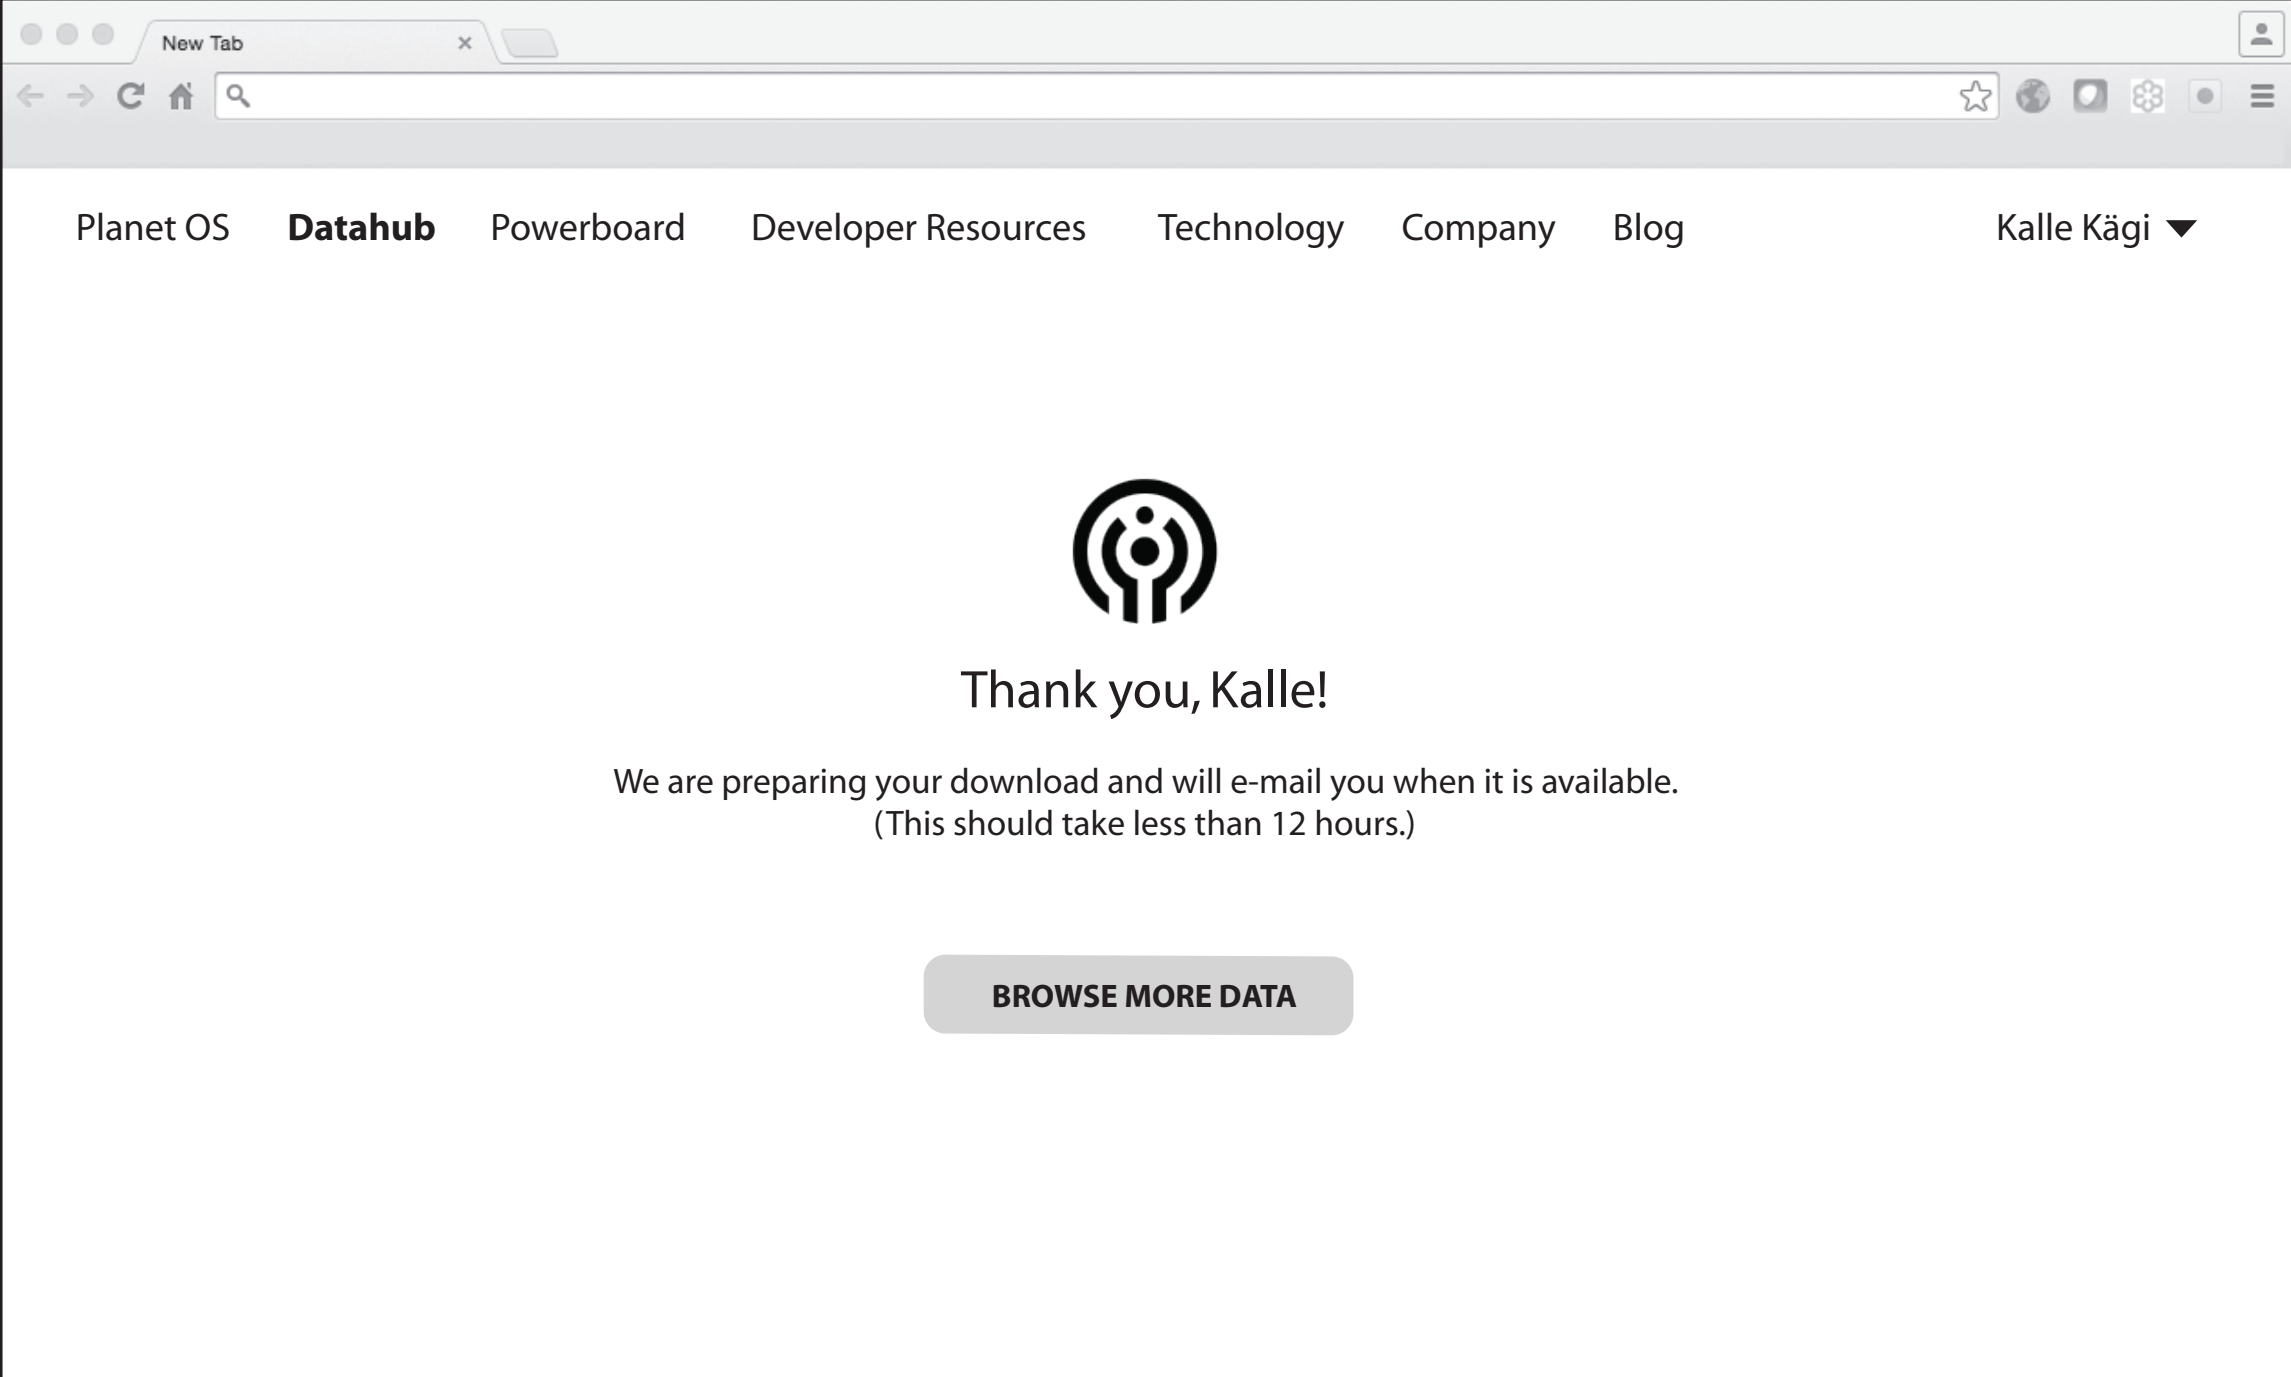 New Tab
Planet OS Datahub Powerboard Developer Resources Technology Company Blog Kalle Kägi
Thank you, Kalle!
We are preparing your download and will e-mail you when it is available.
(This should take less than 12 hours.)
BROWSE MORE DATA